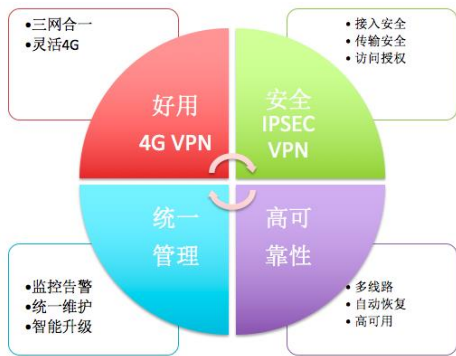 •三网合一
•灵活4G
•接入安全
•传输安全
•访问授权
好用
4G VPN
安全
IPSEC
VPN
统一
管理
高可
靠性
•监控告警
•统一维护
•智能升级
•多线路
•自动恢复
•高可用